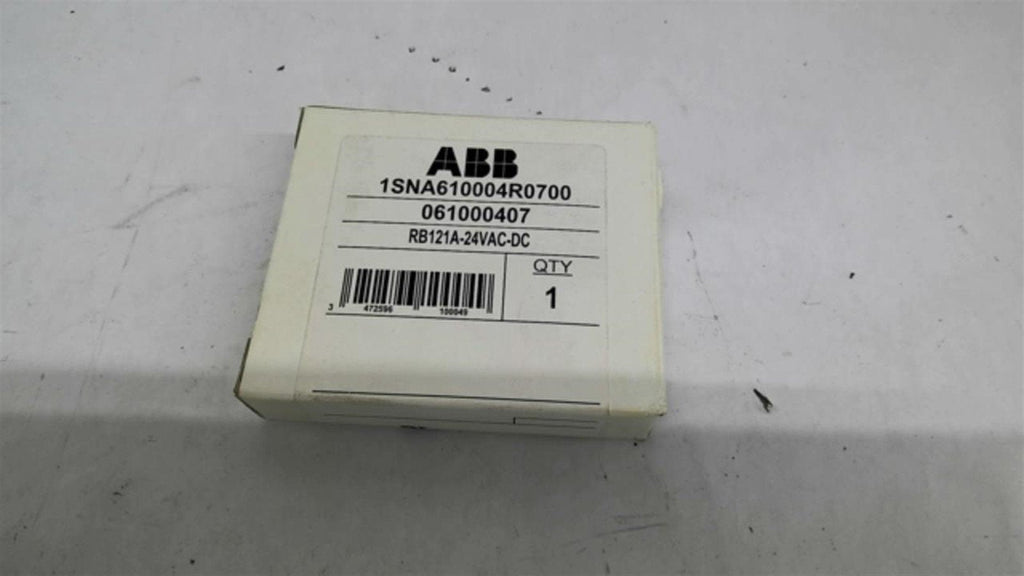 ABB
1SNA610004R0700
061000407
RB121A-24VAC-DC
QTY
1
3 472596 100049